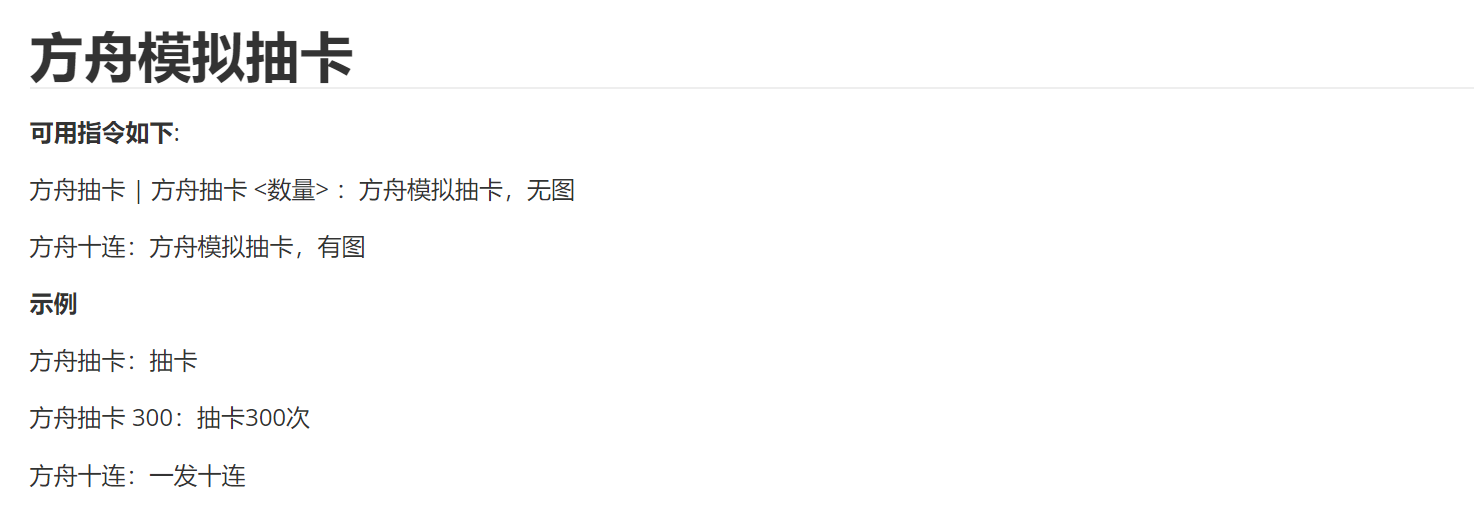 方舟模拟抽卡
可用指令如下:
方舟抽卡 | 方舟抽卡 <数量> ：方舟模拟抽卡，无图
方舟十连：方舟模拟抽卡，有图
示例
方舟抽卡：抽卡
方舟抽卡 300：抽卡300次
方舟十连：一发十连